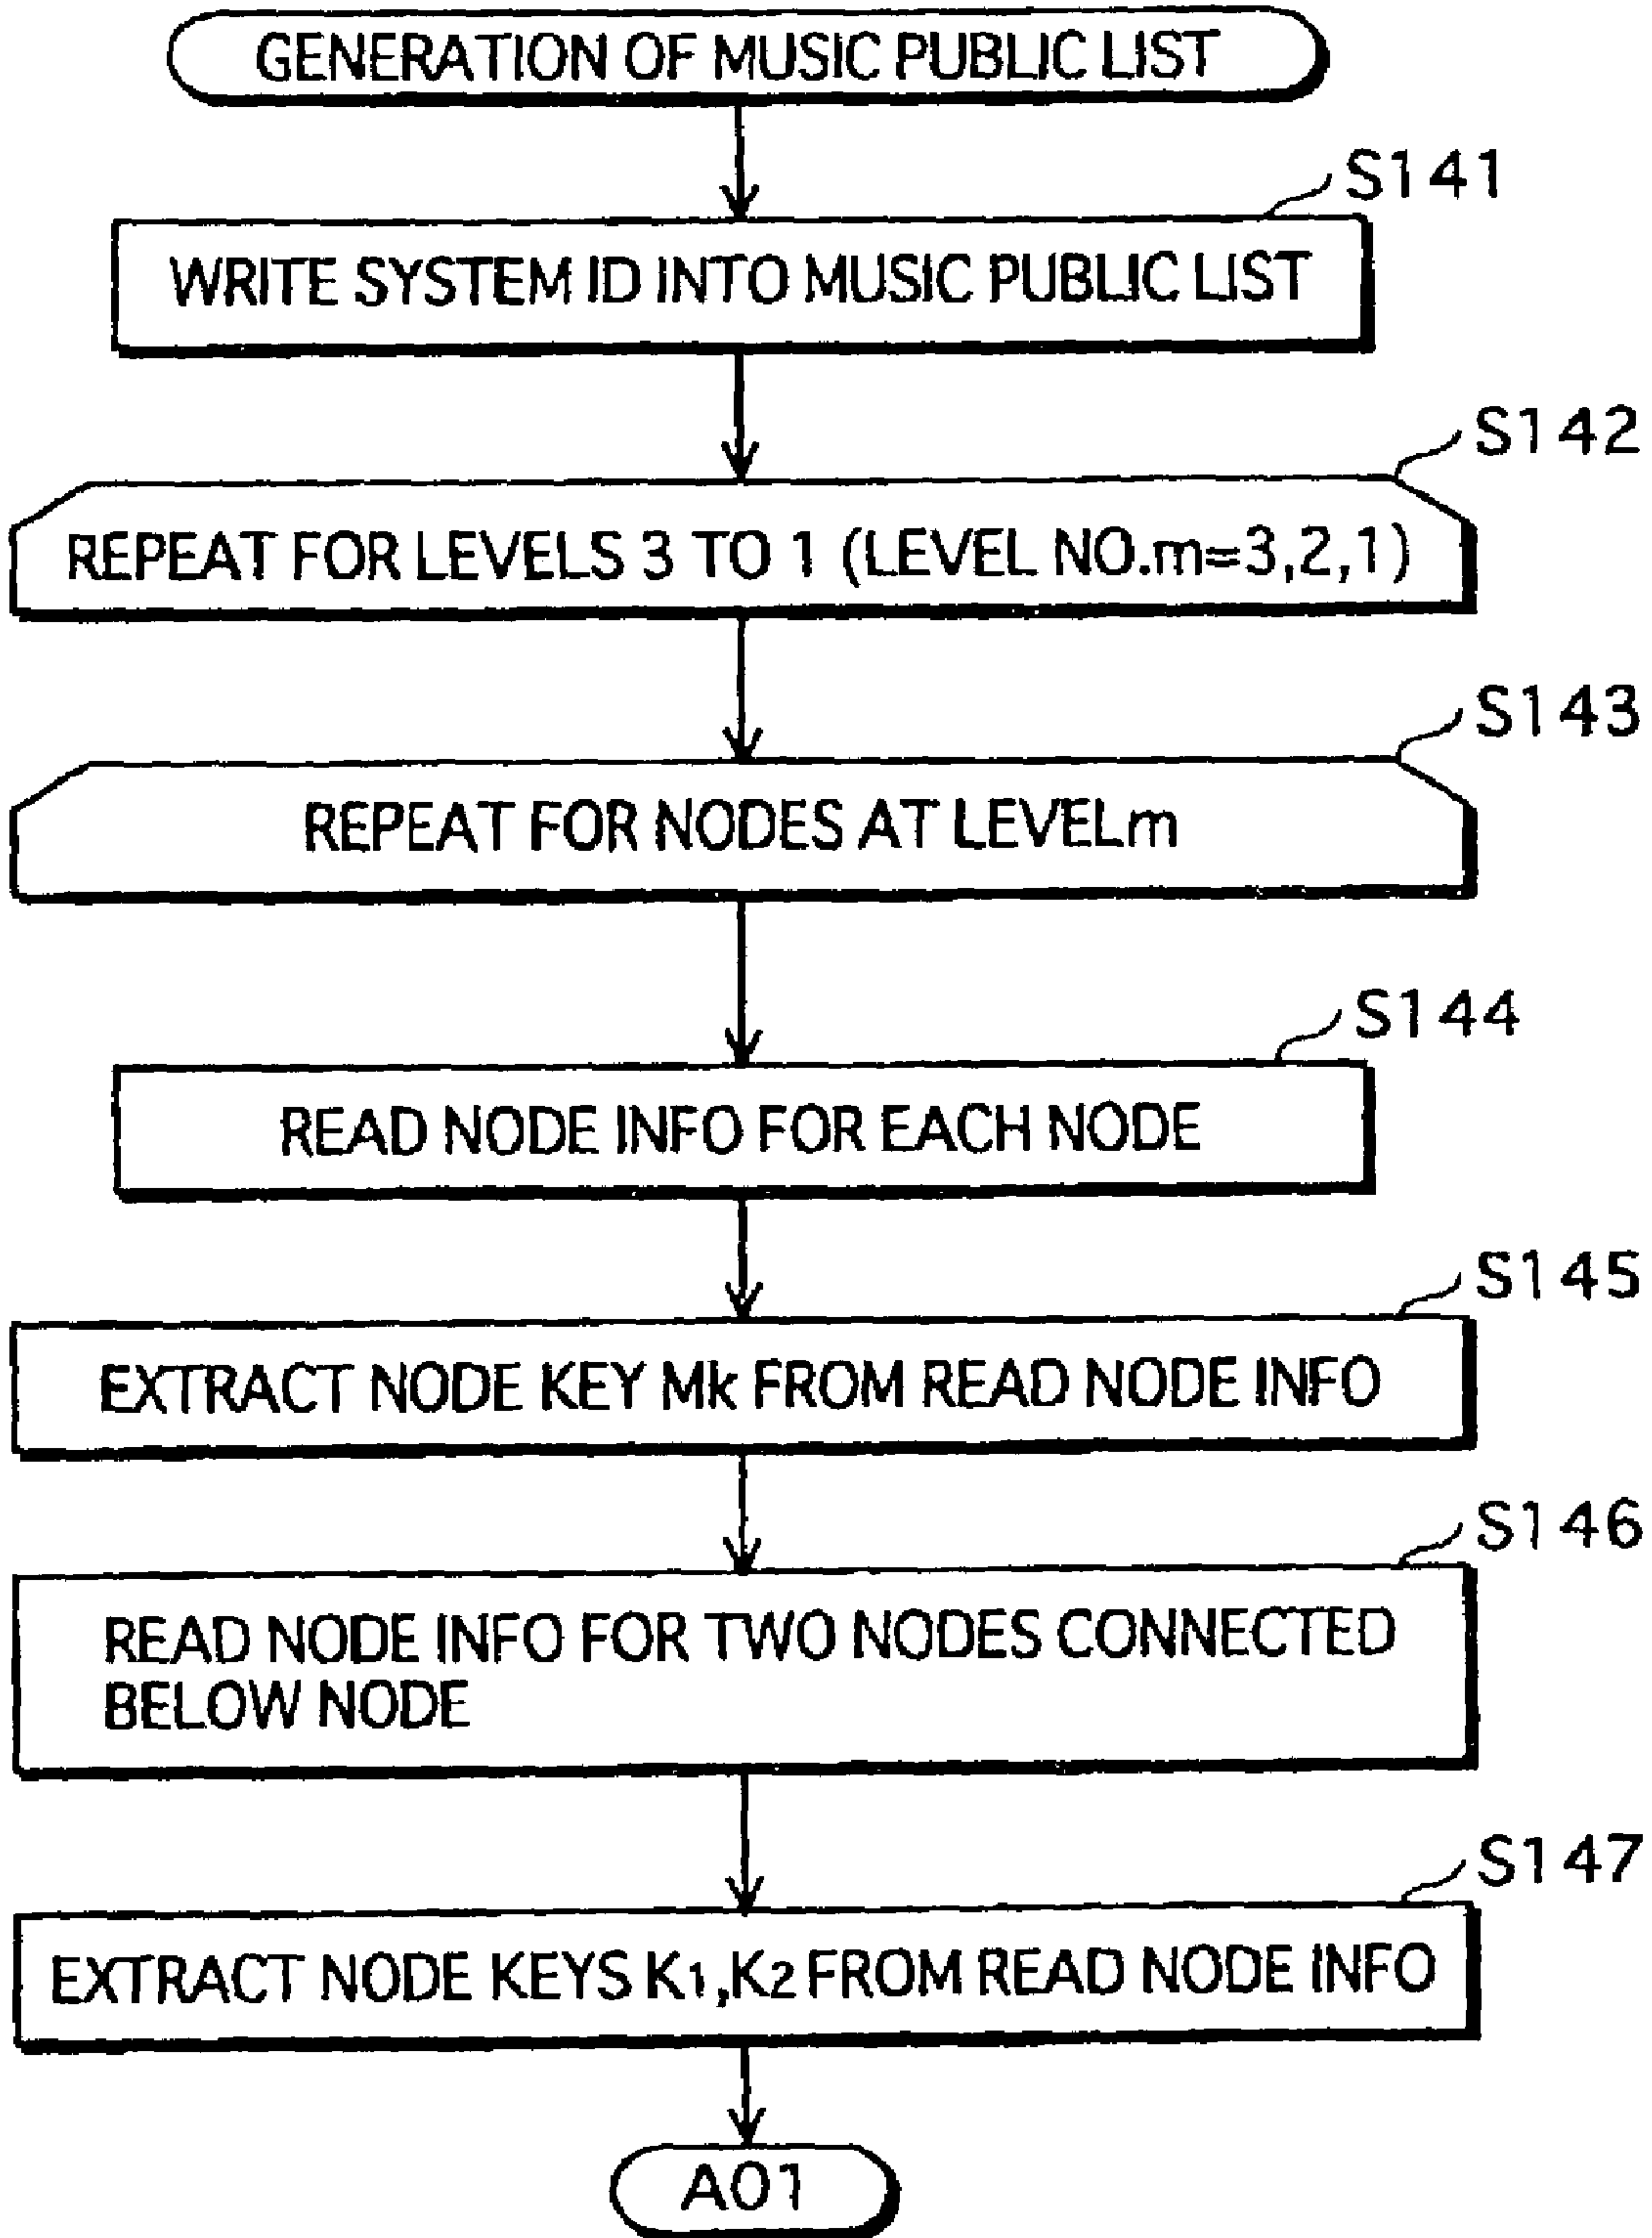 GENERATION OF MUSIC PUBLIC LIST
S141
WRITE SYSTEM ID INTO MUSIC PUBLIC LIST
S142
REPEAT FOR LEVELS 3 TO 1 (LEVEL NO.m=3,2,1)
S143
REPEAT FOR NODES AT LEVELm
S144
READ NODE INFO FOR EACH NODE
S145
EXTRACT NODE KEY Mk FROM READ NODE INFO
S146
READ NODE INFO FOR TWO NODES CONNECTED
BELOW NODE
S147
EXTRACT NODE KEYS K1,K2 FROM READ NODE INFO
A01